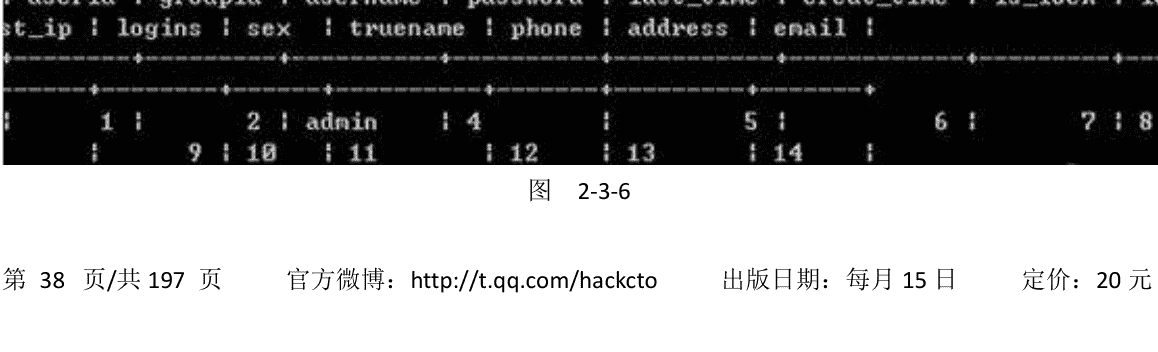 st_ip | logins | sex | truename | phone | address | email |
| 1 | 2 | admin | 4 | 5 | 6 | 7 | 8
| 9 | 10 | 11 | 12 | 13 | 14 |
图 2-3-6
第 38 页/共 197 页 官方微博：http://t.qq.com/hackcto 出版日期：每月 15 日 定价：20 元